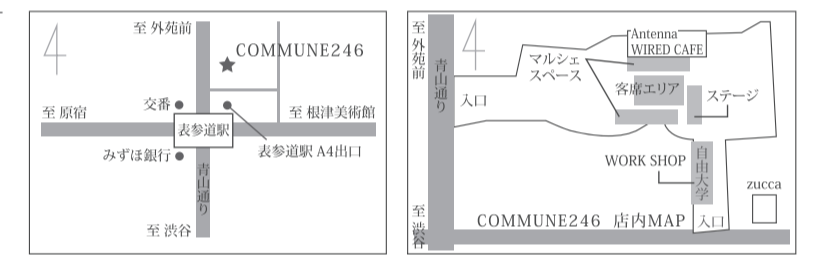 至 外苑前
COMMUNE246
交番
至 原宿
至 根津美術館
表参道駅
表参道駅 A4出口
みずほ銀行
青山通り
至 渋谷
至 外苑前
青山通り
Antenna
WIRED CAFE
マルシェ
スペース
入口
客席エリア
ステージ
WORK SHOP
自由大学
zucca
至 渋谷
COMMUNE246 店内MAP
入口